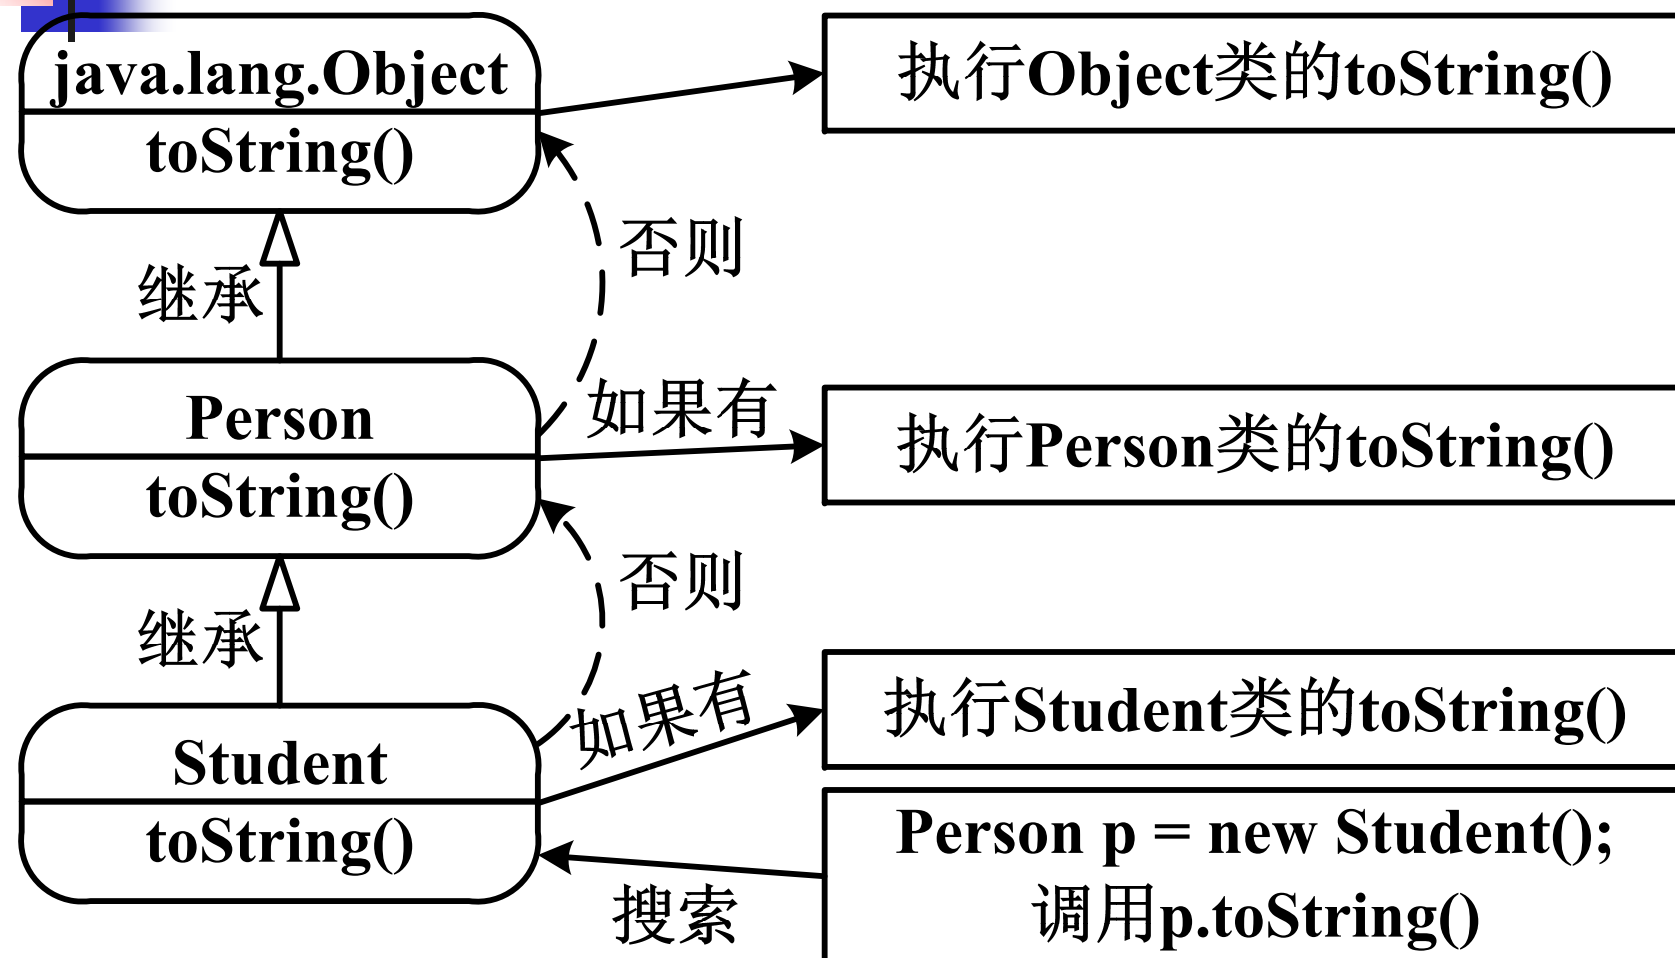 java.lang.Object
toString()
执行Object类的toString()
否则
继承
Person
toString()
如果有
执行Person类的toString()
否则
继承
Student
toString()
如果有
执行Student类的toString()
搜索
Person p = new Student();
调用p.toString()